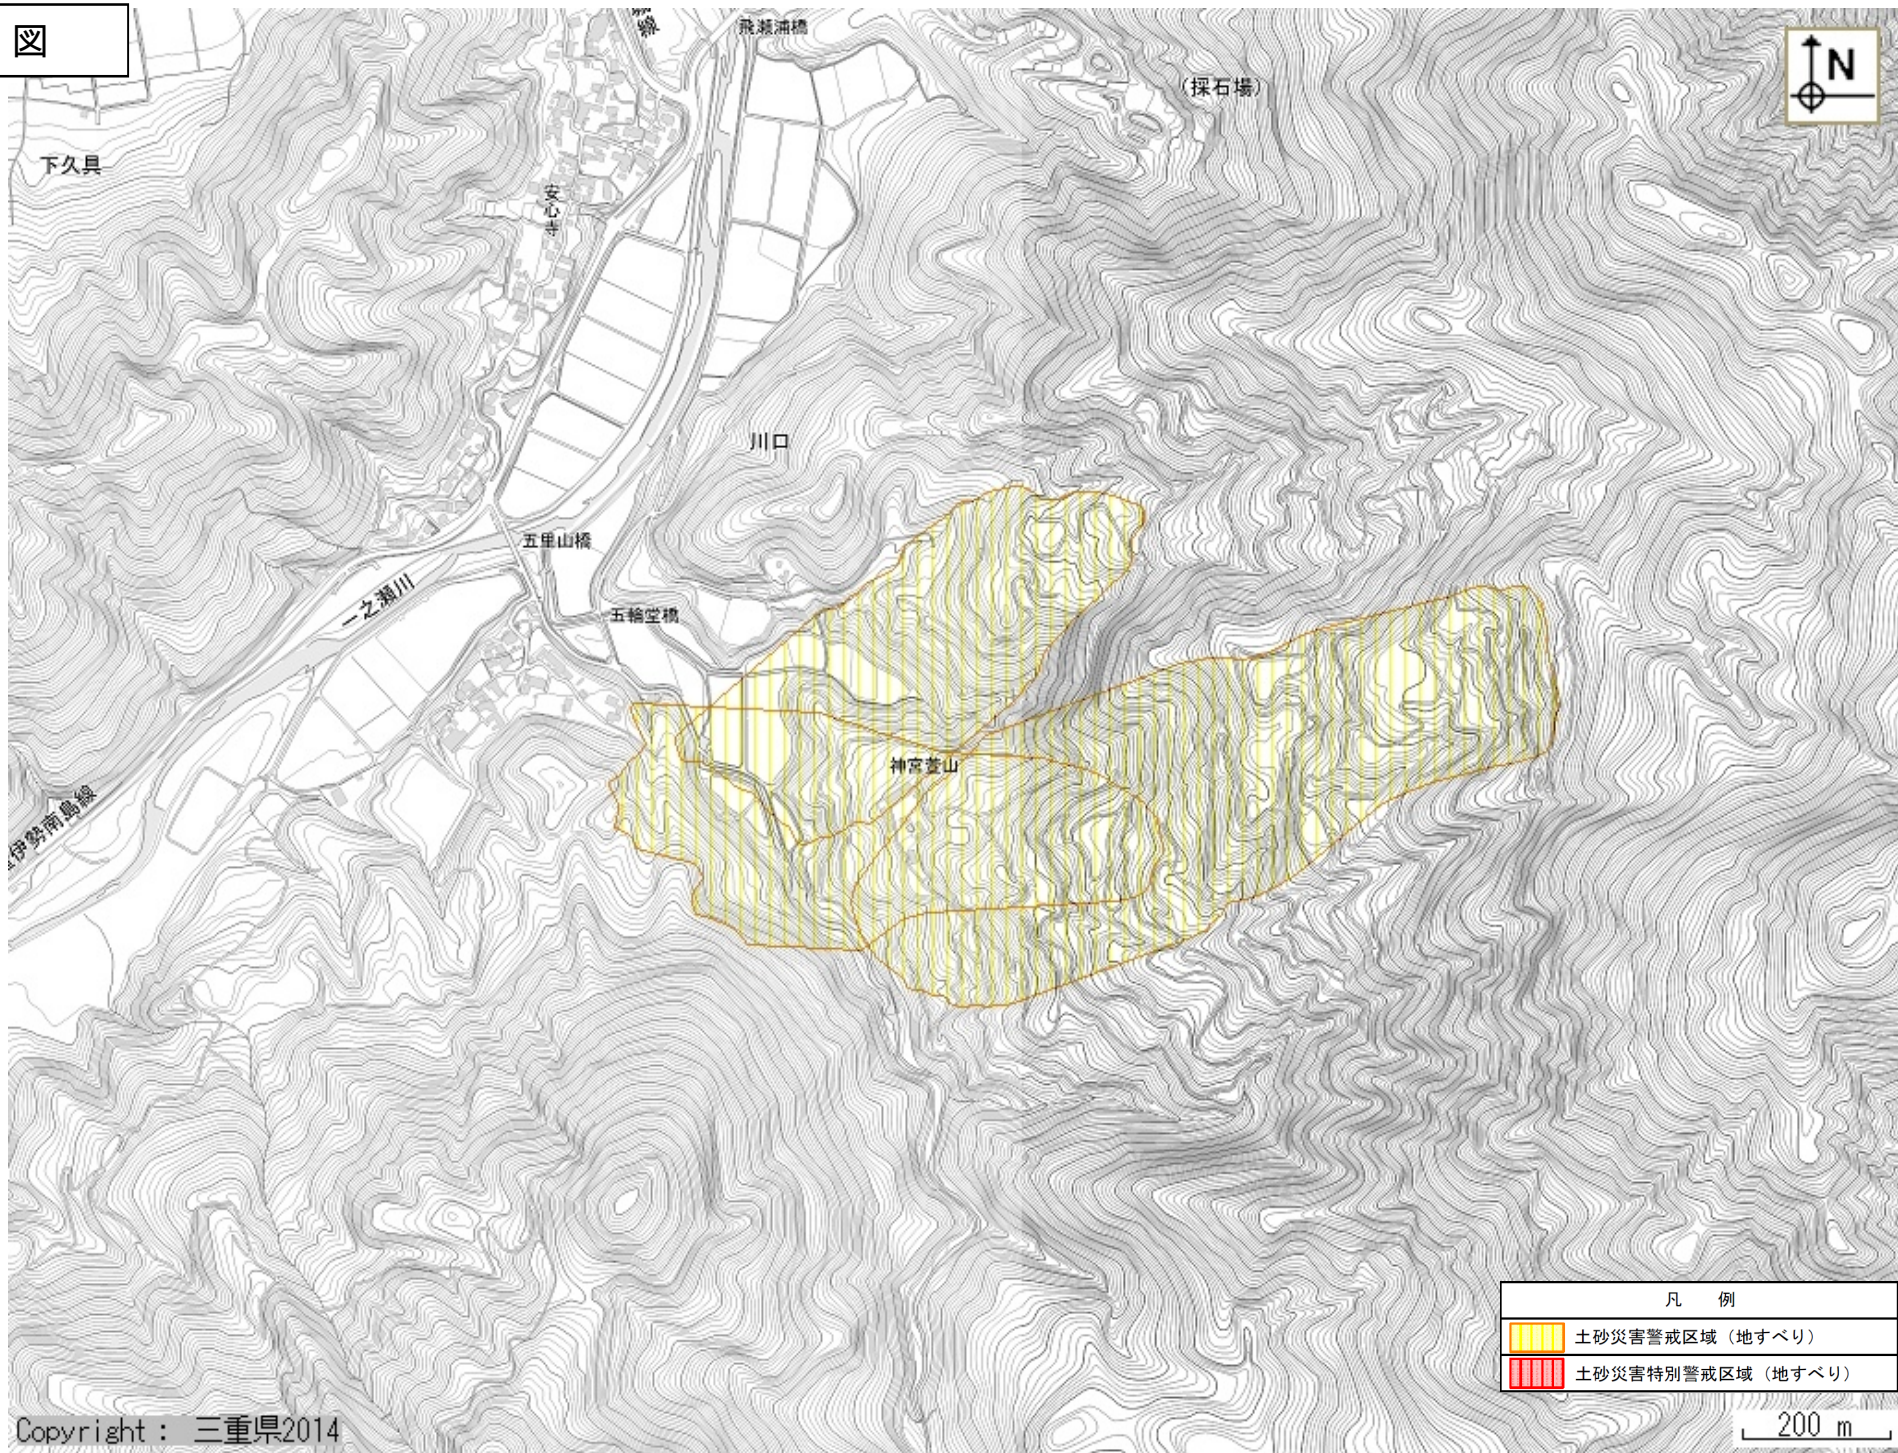 図
飛瀬浦橋
線
N
（採石場）
下久具
安心寺
川口
五里山橋
一之瀬川
五輪堂橋
神宮萱山
伊勢南島線
凡　例
土砂災害警戒区域（地すべり）
土砂災害特別警戒区域（地すべり）
Copyright： 三重県2014
200 m